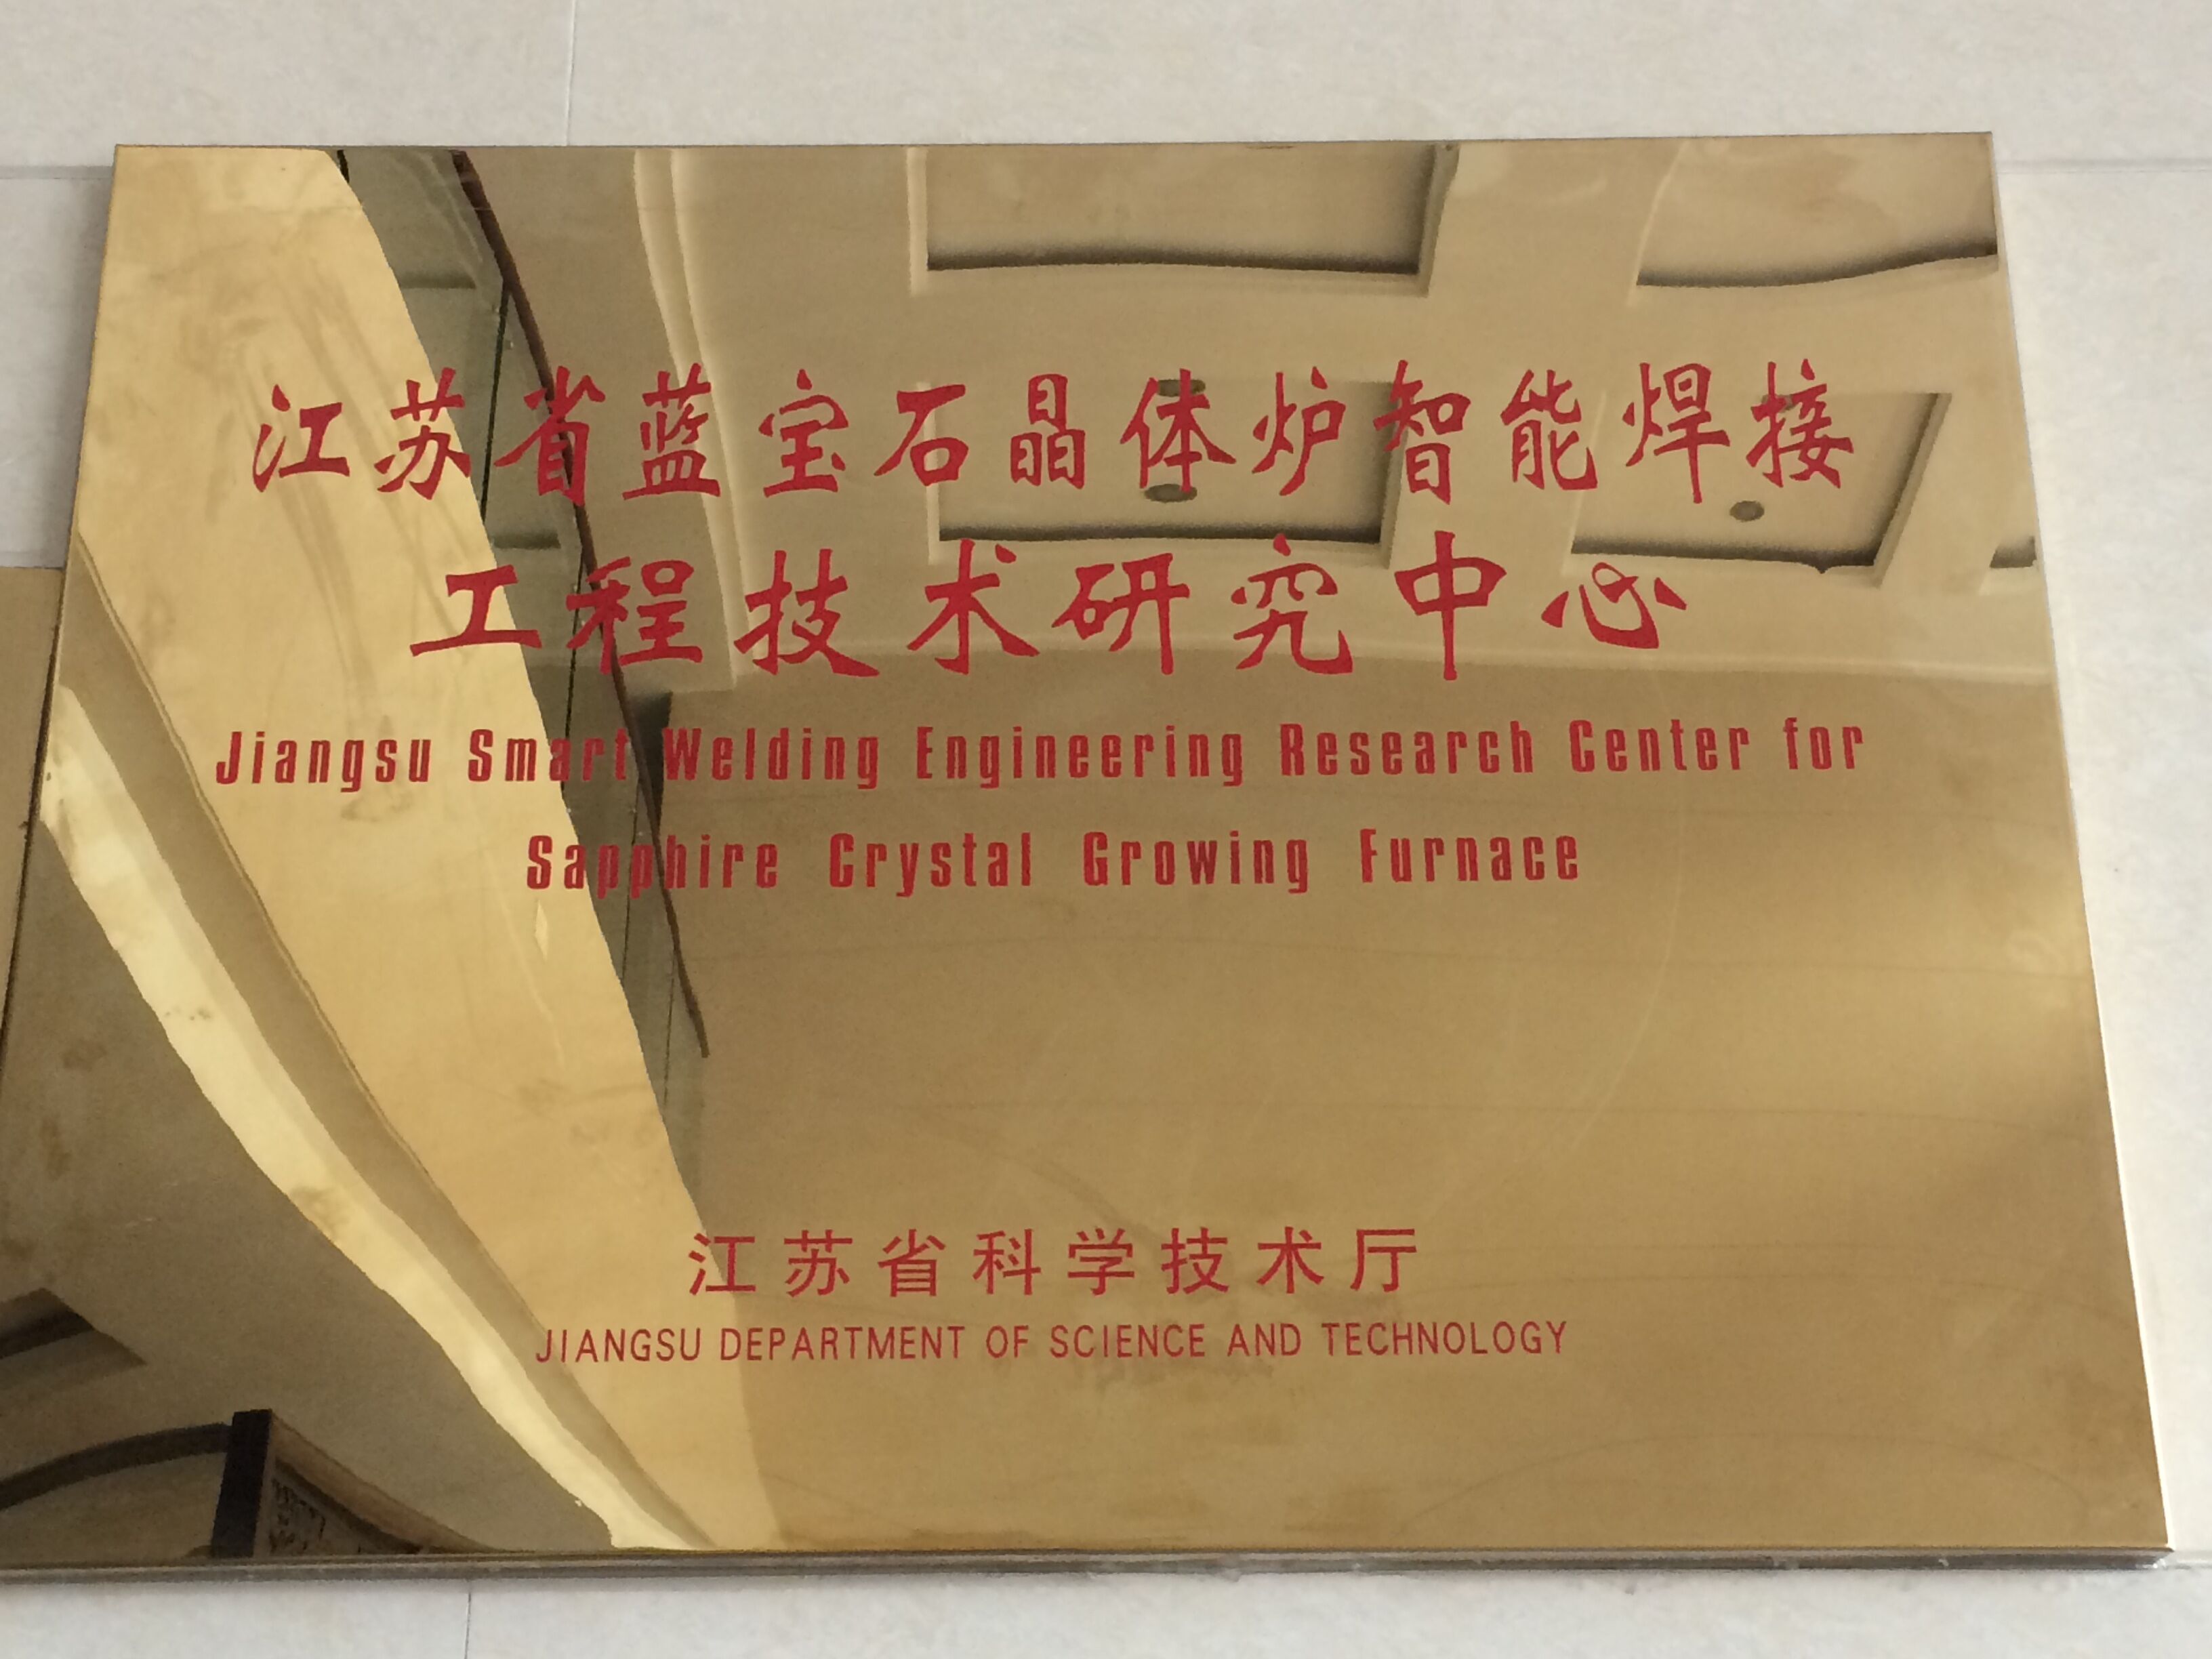 江苏省蓝宝石晶体炉智能焊接
工程技术研究中心
Jiangsu Smart Welding Engineering Research Center for
Sapphire Crystal Growing Furnace
江苏省科学技术厅
JIANGSU DEPARTMENT OF SCIENCE AND TECHNOLOGY